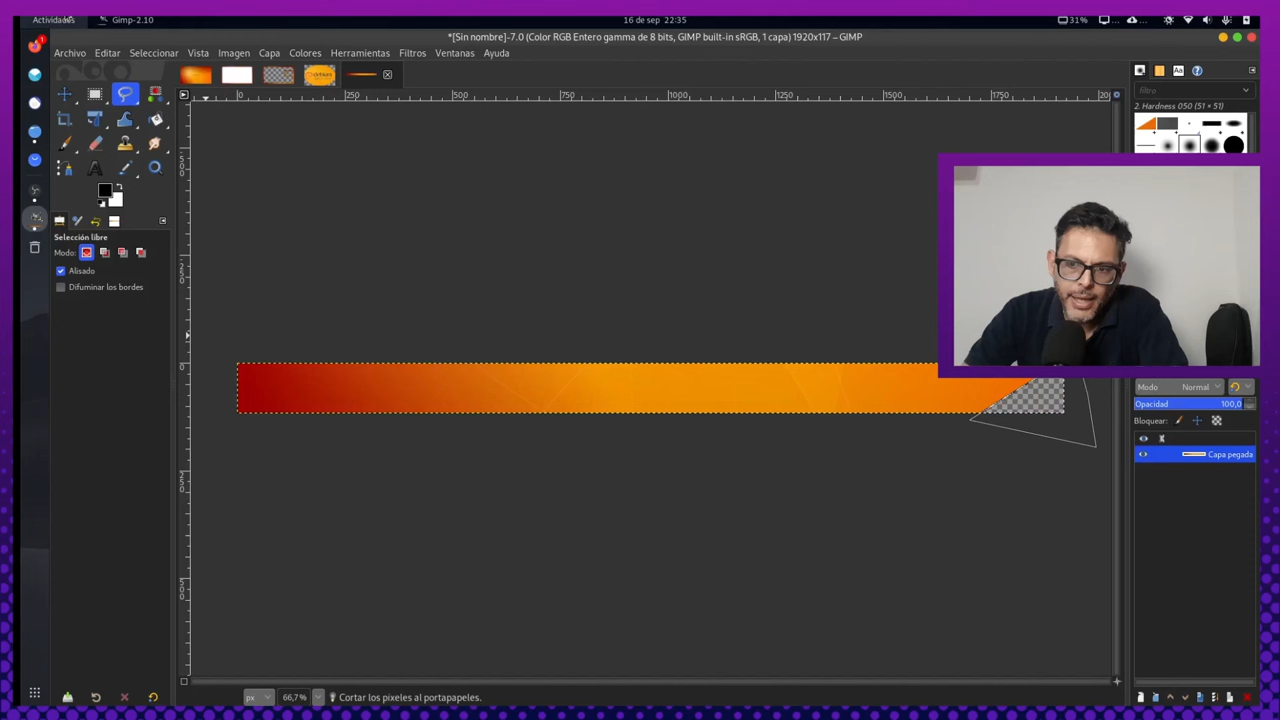 Actividades
Gimp-2.10
16 de sep 22:35
31%
*[Sin nombre]-7.0 (Color RGB Entero gamma de 8 bits, GIMP built-in sRGB, 1 capa) 1920x117 – GIMP
Archivo Editar Seleccionar Vista Imagen Capa Colores Herramientas Filtros Ventanas Ayuda
filtro
2. Hardness 050 (51 × 51)
0 250 500 750 1000 1250 1500 1750
Selección libre
Modo:
Alisado
Difuminar los bordes
Modo Normal
Opacidad 100,0
Bloquear:
Capa pegada
px 66,7% Cortar los píxeles al portapapeles.